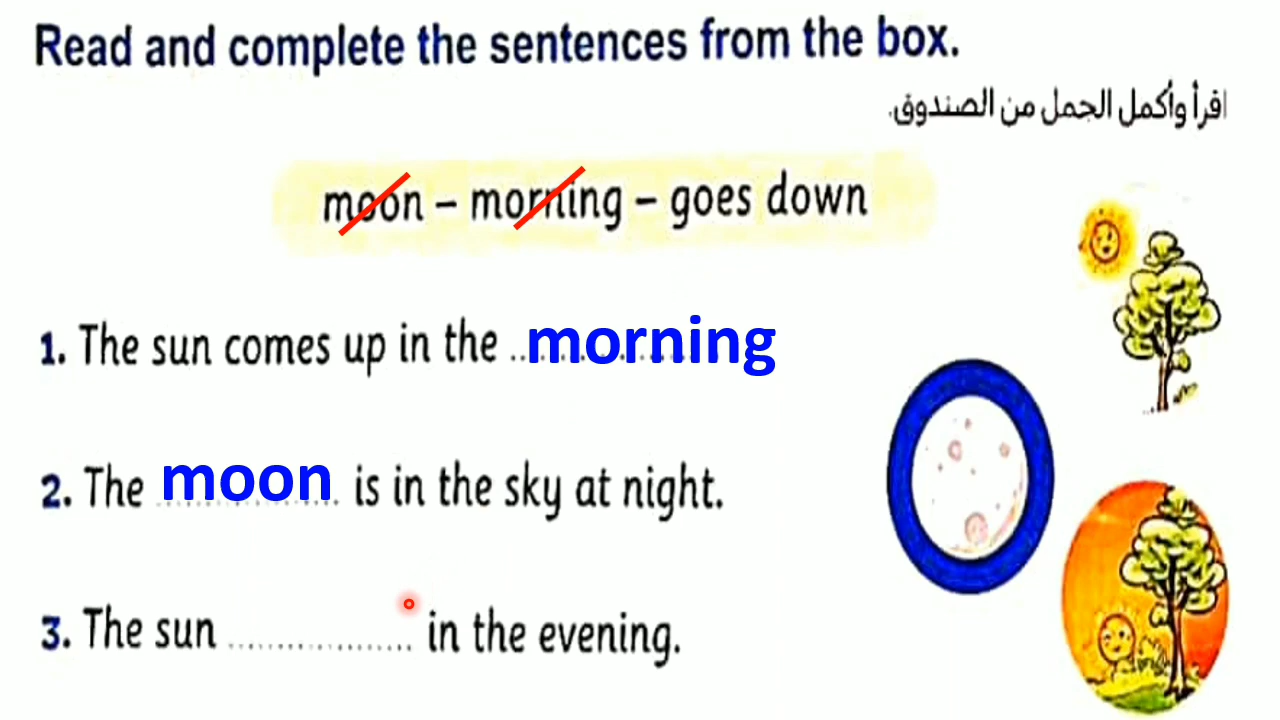 Read and complete the sentences from the box.
اقرأ وأكمل الجمل من الصندوق.
moon – morning – goes down
1. The sun comes up in the morning
2. The moon is in the sky at night.
3. The sun .................. in the evening.